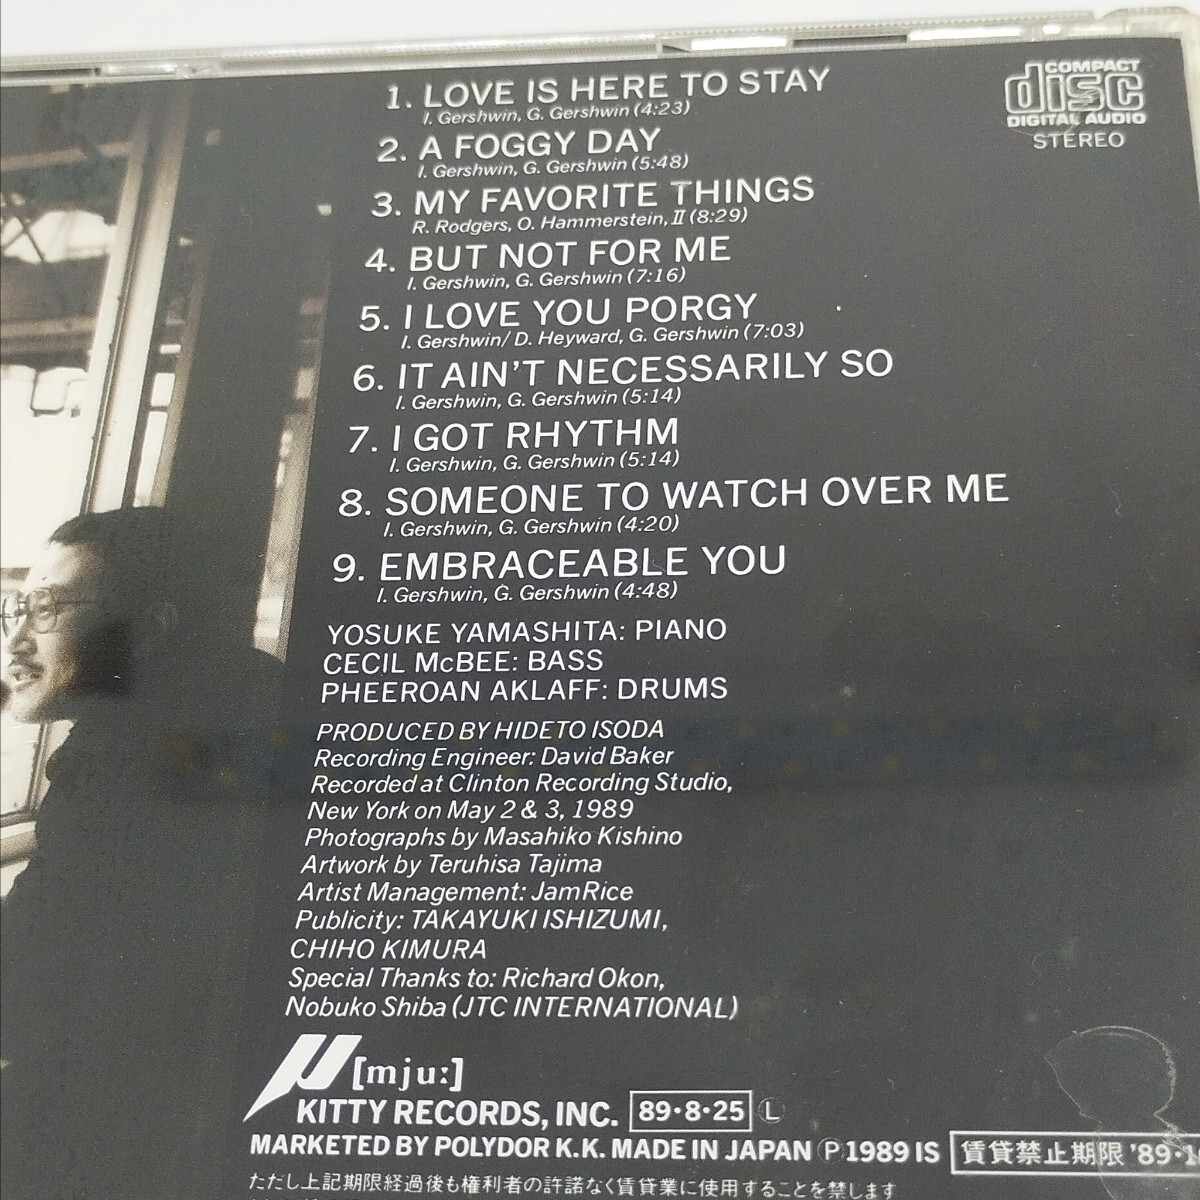 1. LOVE IS HERE TO STAY
I. Gershwin, G. Gershwin (4:23)
2. A FOGGY DAY
I. Gershwin, G. Gershwin (5:48)
3. MY FAVORITE THINGS
R. Rodgers, O. Hammerstein, II (8:29)
4. BUT NOT FOR ME
I. Gershwin, G. Gershwin (7:16)
5. I LOVE YOU PORGY
I. Gershwin/ D. Heyward, G. Gershwin (7:03)
6. IT AIN'T NECESSARILY SO
I. Gershwin, G. Gershwin (5:14)
7. I GOT RHYTHM
I. Gershwin, G. Gershwin (5:14)
8. SOMEONE TO WATCH OVER ME
I. Gershwin, G. Gershwin (4:20)
9. EMBRACEABLE YOU
I. Gershwin, G. Gershwin (4:48)
COMPACT
disc
DIGITAL AUDIO
STEREO
YOSUKE YAMASHITA: PIANO
CECIL McBEE: BASS
PHEEROAN AKLAFF: DRUMS
PRODUCED BY HIDETO ISODA
Recording Engineer: David Baker
Recorded at Clinton Recording Studio,
New York on May 2 & 3, 1989
Photographs by Masahiko Kishino
Artwork by Teruhisa Tajima
Artist Management: JamRice
Publicity: TAKAYUKI ISHIZUMI,
CHIHO KIMURA
Special Thanks to: Richard Okon,
Nobuko Shiba (JTC INTERNATIONAL)
μ [mju:]
KITTY RECORDS, INC. 89・8・25 Ⓛ
MARKETED BY POLYDOR K.K. MADE IN JAPAN Ⓟ1989 IS 賃貸禁止期限 '89・1
ただし上記期限経過後も権利者の許諾なく賃貸業に使用することを禁じます